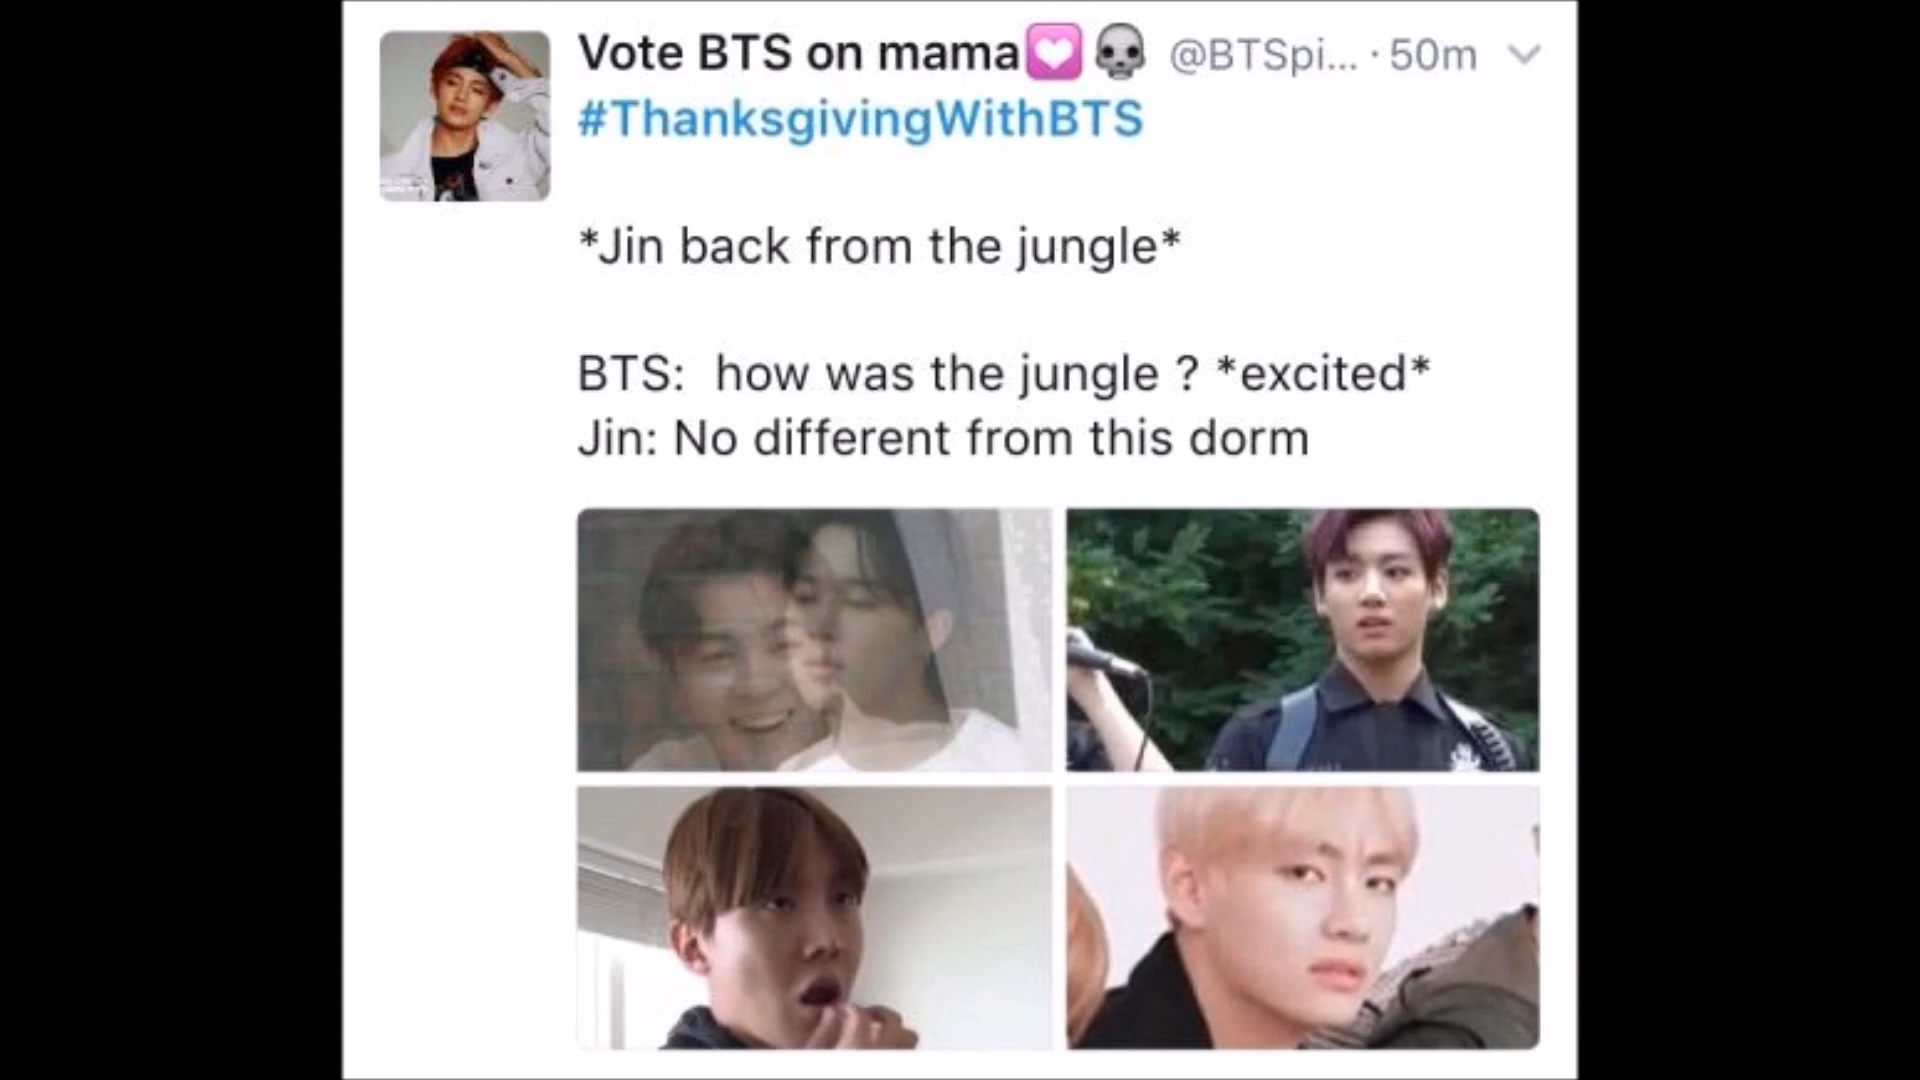 Vote BTS on mama💟💀 @BTSpi... · 50m
#ThanksgivingWithBTS
*Jin back from the jungle*
BTS:  how was the jungle ? *excited*
Jin: No different from this dorm